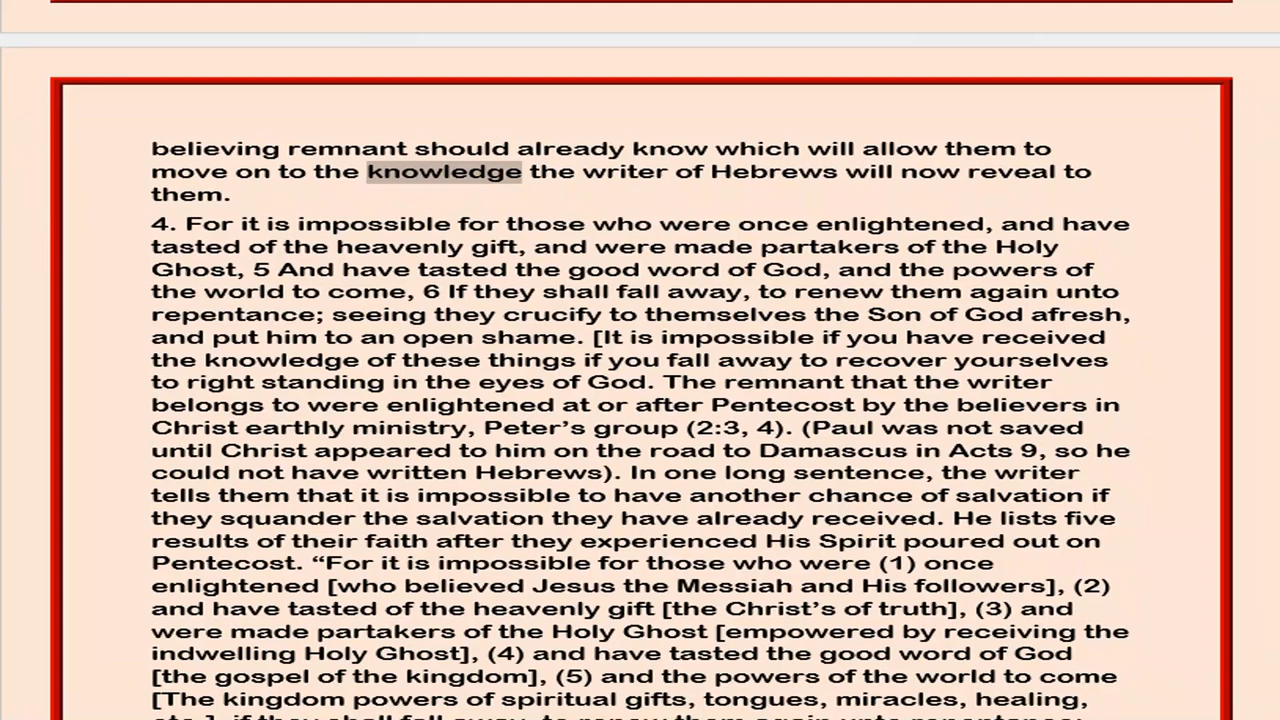 believing remnant should already know which will allow them to
move on to the knowledge the writer of Hebrews will now reveal to
them.
4. For it is impossible for those who were once enlightened, and have
tasted of the heavenly gift, and were made partakers of the Holy
Ghost, 5 And have tasted the good word of God, and the powers of
the world to come, 6 If they shall fall away, to renew them again unto
repentance; seeing they crucify to themselves the Son of God afresh,
and put him to an open shame. [It is impossible if you have received
the knowledge of these things if you fall away to recover yourselves
to right standing in the eyes of God. The remnant that the writer
belongs to were enlightened at or after Pentecost by the believers in
Christ earthly ministry, Peter’s group (2:3, 4). (Paul was not saved
until Christ appeared to him on the road to Damascus in Acts 9, so he
could not have written Hebrews). In one long sentence, the writer
tells them that it is impossible to have another chance of salvation if
they squander the salvation they have already received. He lists five
results of their faith after they experienced His Spirit poured out on
Pentecost. “For it is impossible for those who were (1) once
enlightened [who believed Jesus the Messiah and His followers], (2)
and have tasted of the heavenly gift [the Christ’s of truth], (3) and
were made partakers of the Holy Ghost [empowered by receiving the
indwelling Holy Ghost], (4) and have tasted the good word of God
[the gospel of the kingdom], (5) and the powers of the world to come
[The kingdom powers of spiritual gifts, tongues, miracles, healing,
etc.], if they shall fall away, to renew them again unto repentance;